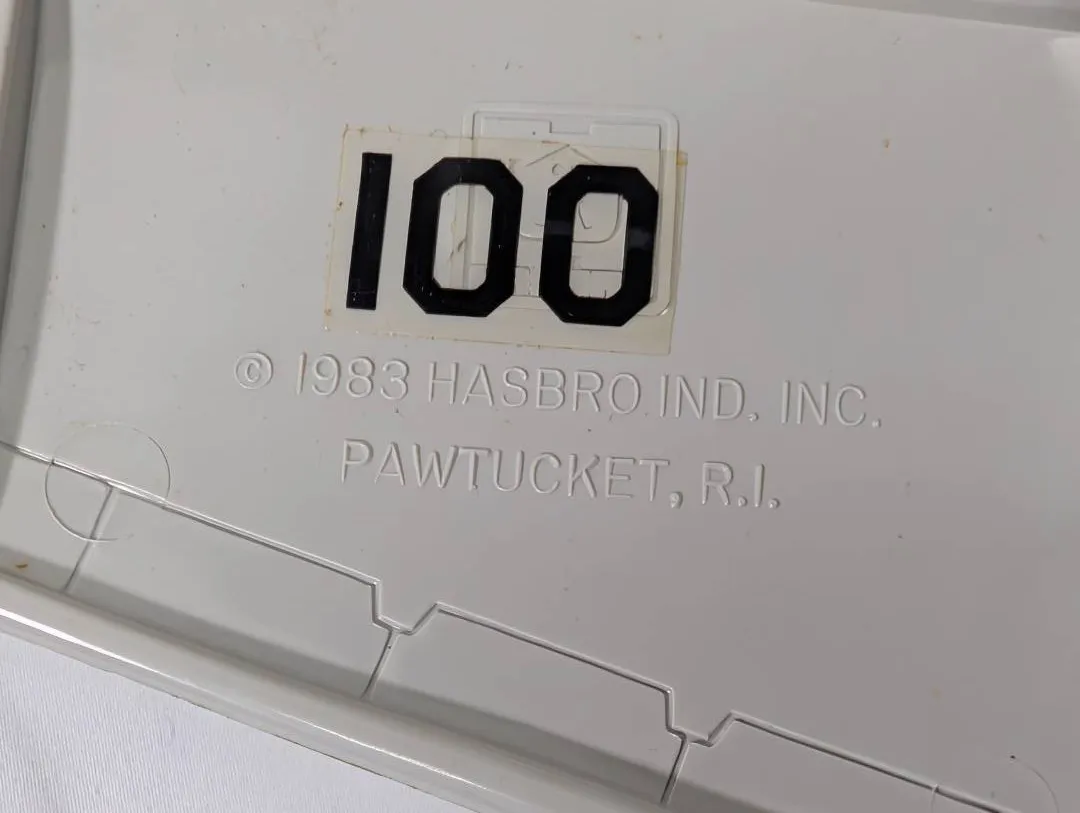 100
© 1983 HASBRO IND. INC.
PAWTUCKET, R.I.